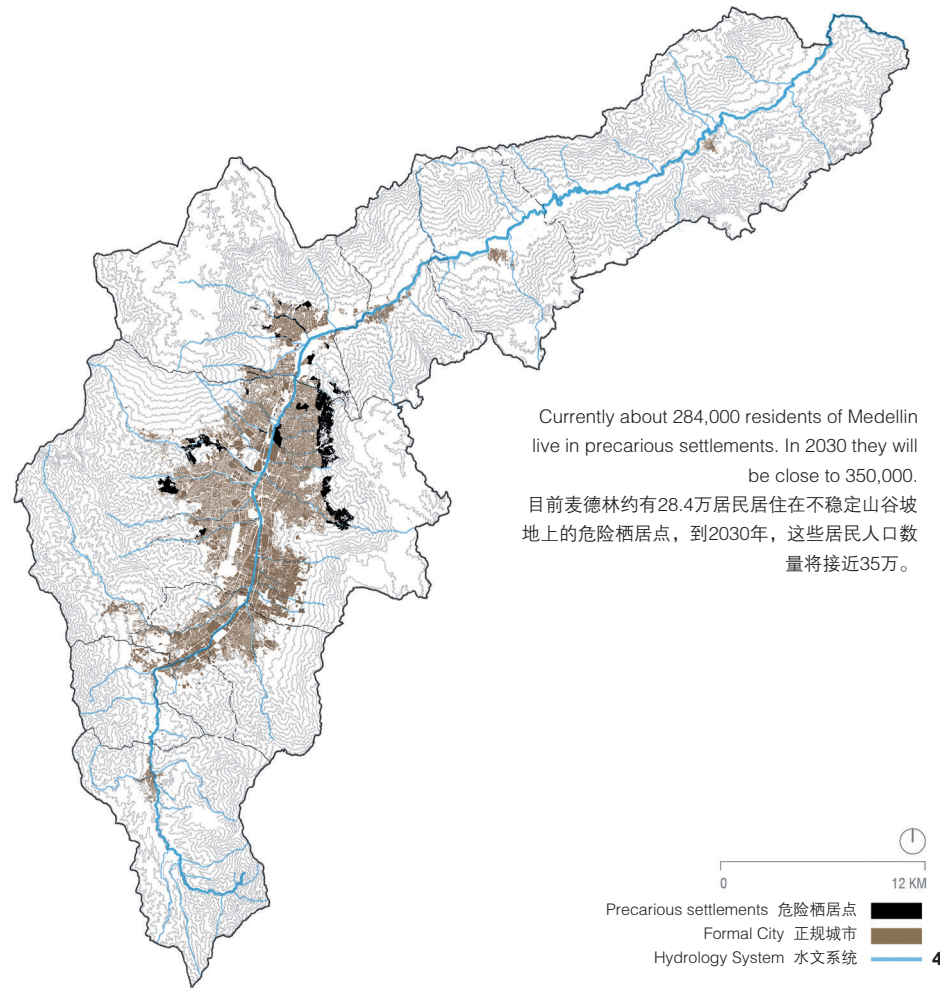 Currently about 284,000 residents of Medellin
live in precarious settlements. In 2030 they will
be close to 350,000.
目前麦德林约有28.4万居民居住在不稳定山谷坡
地上的危险栖居点，到2030年，这些居民人口数
量将接近35万。
0 12 KM
Precarious settlements 危险栖居点
Formal City 正规城市
Hydrology System 水文系统 4